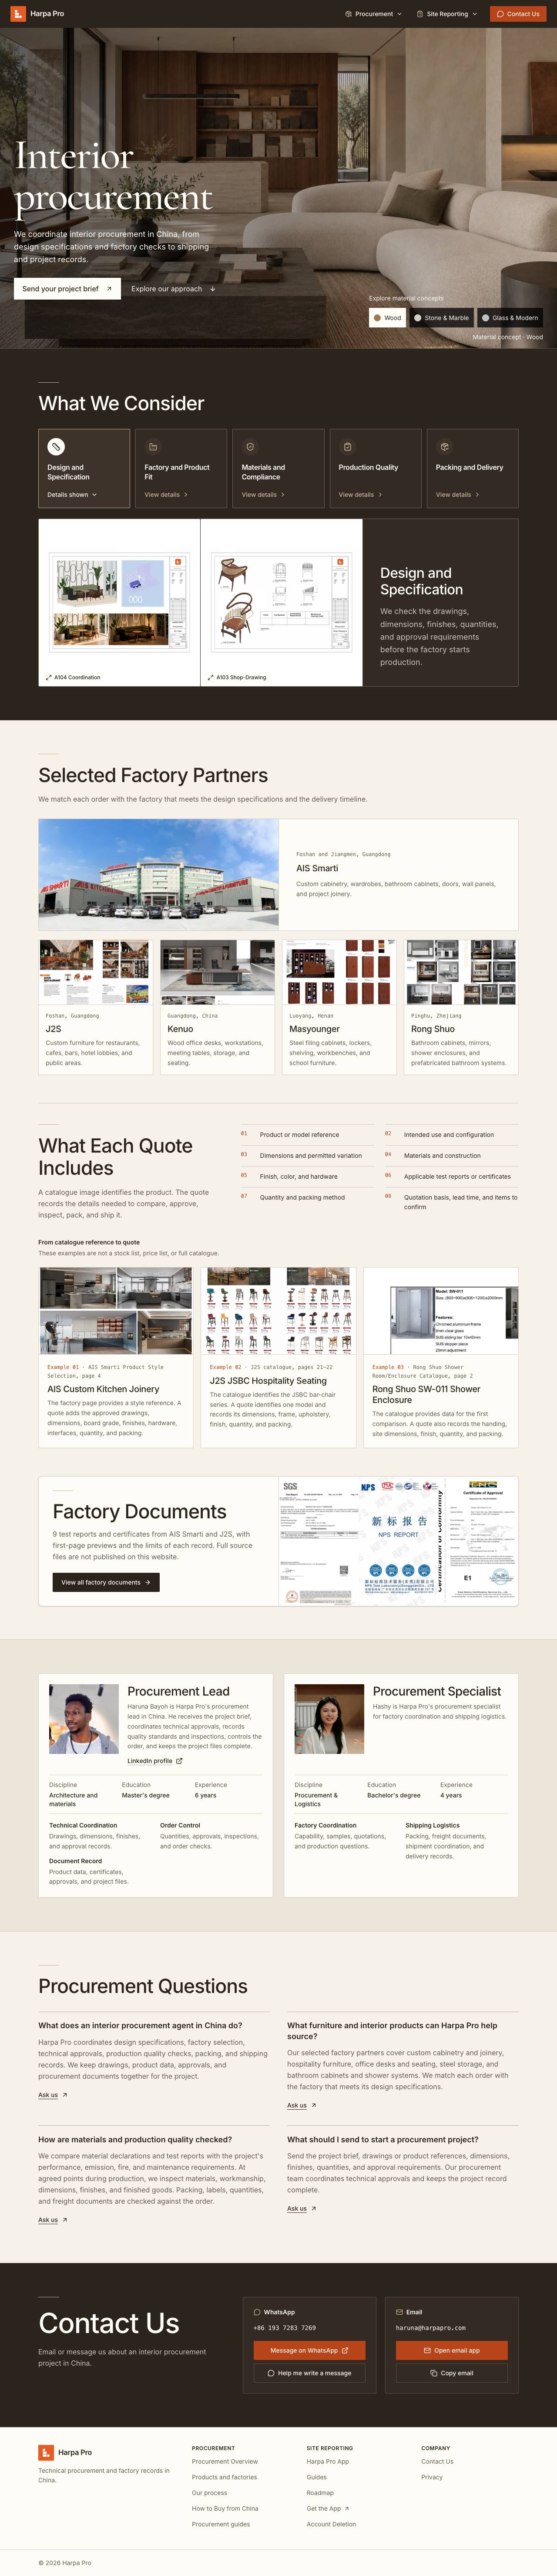 Harpa Pro
Procurement
Site Reporting
Contact Us
Interior
procurement
We coordinate interior procurement in China, from
design specifications and factory checks to shipping
and project records.
Send your project brief
Explore our approach
Explore material concepts
Wood
Stone & Marble
Glass & Modern
Material concept · Wood
What We Consider
Design and
Specification
Details shown
Factory and Product
Fit
View details
Materials and
Compliance
View details
Production Quality
View details
Packing and Delivery
View details
A104 Coordination
A103 Shop-Drawing
Design and
Specification
We check the drawings,
dimensions, finishes, quantities,
and approval requirements
before the factory starts
production.
Selected Factory Partners
We match each order with the factory that meets the design specifications and the delivery timeline.
Foshan and Jiangmen, Guangdong
AIS Smarti
Custom cabinetry, wardrobes, bathroom cabinets, doors, wall panels,
and project joinery.
Foshan, Guangdong
J2S
Custom furniture for restaurants,
cafes, bars, hotel lobbies, and
public areas.
Guangdong, China
Kenuo
Wood office desks, workstations,
meeting tables, storage, and
seating.
Luoyang, Henan
Masyounger
Steel filing cabinets, lockers,
shelving, workbenches, and
school furniture.
Pinghu, Zhejiang
Rong Shuo
Bathroom cabinets, mirrors,
shower enclosures, and
prefabricated bathroom systems.
What Each Quote
Includes
A catalogue image identifies the product. The quote
records the details needed to compare, approve,
inspect, pack, and ship it.
01 Product or model reference
02 Intended use and configuration
03 Dimensions and permitted variation
04 Materials and construction
05 Finish, color, and hardware
06 Applicable test reports or certificates
07 Quantity and packing method
08 Quotation basis, lead time, and items to
confirm
From catalogue reference to quote
These examples are not a stock list, price list, or full catalogue.
Example 01 · AIS Smarti Product Style
Selection, page 4
AIS Custom Kitchen Joinery
The factory page provides a style reference. A
quote adds the approved drawings,
dimensions, board grade, finishes, hardware,
interfaces, quantity, and packing.
Example 02 · J2S catalogue, pages 21–22
J2S JSBC Hospitality Seating
The catalogue identifies the JSBC bar-chair
series. A quote identifies one model and
records its dimensions, frame, upholstery,
finish, quantity, and packing.
Model: SW-011
Features:
Chromed aluminum frame
Example 03 · Rong Shuo Shower
Room/Enclosure Catalogue, page 2
Rong Shuo SW-011 Shower
Enclosure
The catalogue provides data for the first
comparison. A quote also records the handing,
site dimensions, finish, quantity, and packing.
Factory Documents
9 test reports and certificates from AIS Smarti and J2S, with
first-page previews and the limits of each record. Full source
files are not published on this website.
View all factory documents
SGS
NPS
新标报告
NPS REPORT
Certificate of Approval
E1
Procurement Lead
Haruna Bayoh is Harpa Pro's procurement
lead in China. He receives the project brief,
coordinates technical approvals, records
quality standards and inspections, controls the
order, and keeps the project files complete.
LinkedIn profile
Discipline
Architecture and
materials
Education
Master's degree
Experience
6 years
Technical Coordination
Drawings, dimensions, finishes,
and approval records.
Order Control
Quantities, approvals, inspections,
and order checks.
Document Record
Product data, certificates,
approvals, and project files.
Procurement Specialist
Hashy is Harpa Pro's procurement specialist
for factory coordination and shipping logistics.
Discipline
Procurement &
Logistics
Education
Bachelor's degree
Experience
4 years
Factory Coordination
Capability, samples, quotations,
and production questions.
Shipping Logistics
Packing, freight documents,
shipment coordination, and
delivery records.
Procurement Questions
What does an interior procurement agent in China do?
Harpa Pro coordinates design specifications, factory selection,
technical approvals, production quality checks, packing, and shipping
records. We keep drawings, product data, approvals, and
procurement documents together for the project.
Ask us
What furniture and interior products can Harpa Pro help
source?
Our selected factory partners cover custom cabinetry and joinery,
hospitality furniture, office desks and seating, steel storage, and
bathroom cabinets and shower systems. We match each order with
the factory that meets its design specification.
Ask us
How are materials and production quality checked?
We compare material declarations and test reports with the project's
performance, emission, fire, and maintenance requirements. At
agreed points during production, we inspect materials, workmanship,
dimensions, finishes, and finished goods. Packing, labels, quantities,
and freight documents are checked against the order.
Ask us
What should I send to start a procurement project?
Send the project brief, drawings or product references, dimensions,
finishes, quantities, and approval requirements. Our procurement
team coordinates technical approvals and keeps the project record
complete.
Ask us
Contact Us
Email or message us about an interior procurement
project in China.
WhatsApp
+86 193 7283 7269
Message on WhatsApp
Help me write a message
Email
haruna@harpapro.com
Open email app
Copy email
Harpa Pro
Technical procurement and factory records in
China.
PROCUREMENT
Procurement Overview
Products and factories
Our process
How to Buy from China
Procurement guides
SITE REPORTING
Harpa Pro App
Guides
Roadmap
Get the App
Account Deletion
COMPANY
Contact Us
Privacy
© 2026 Harpa Pro